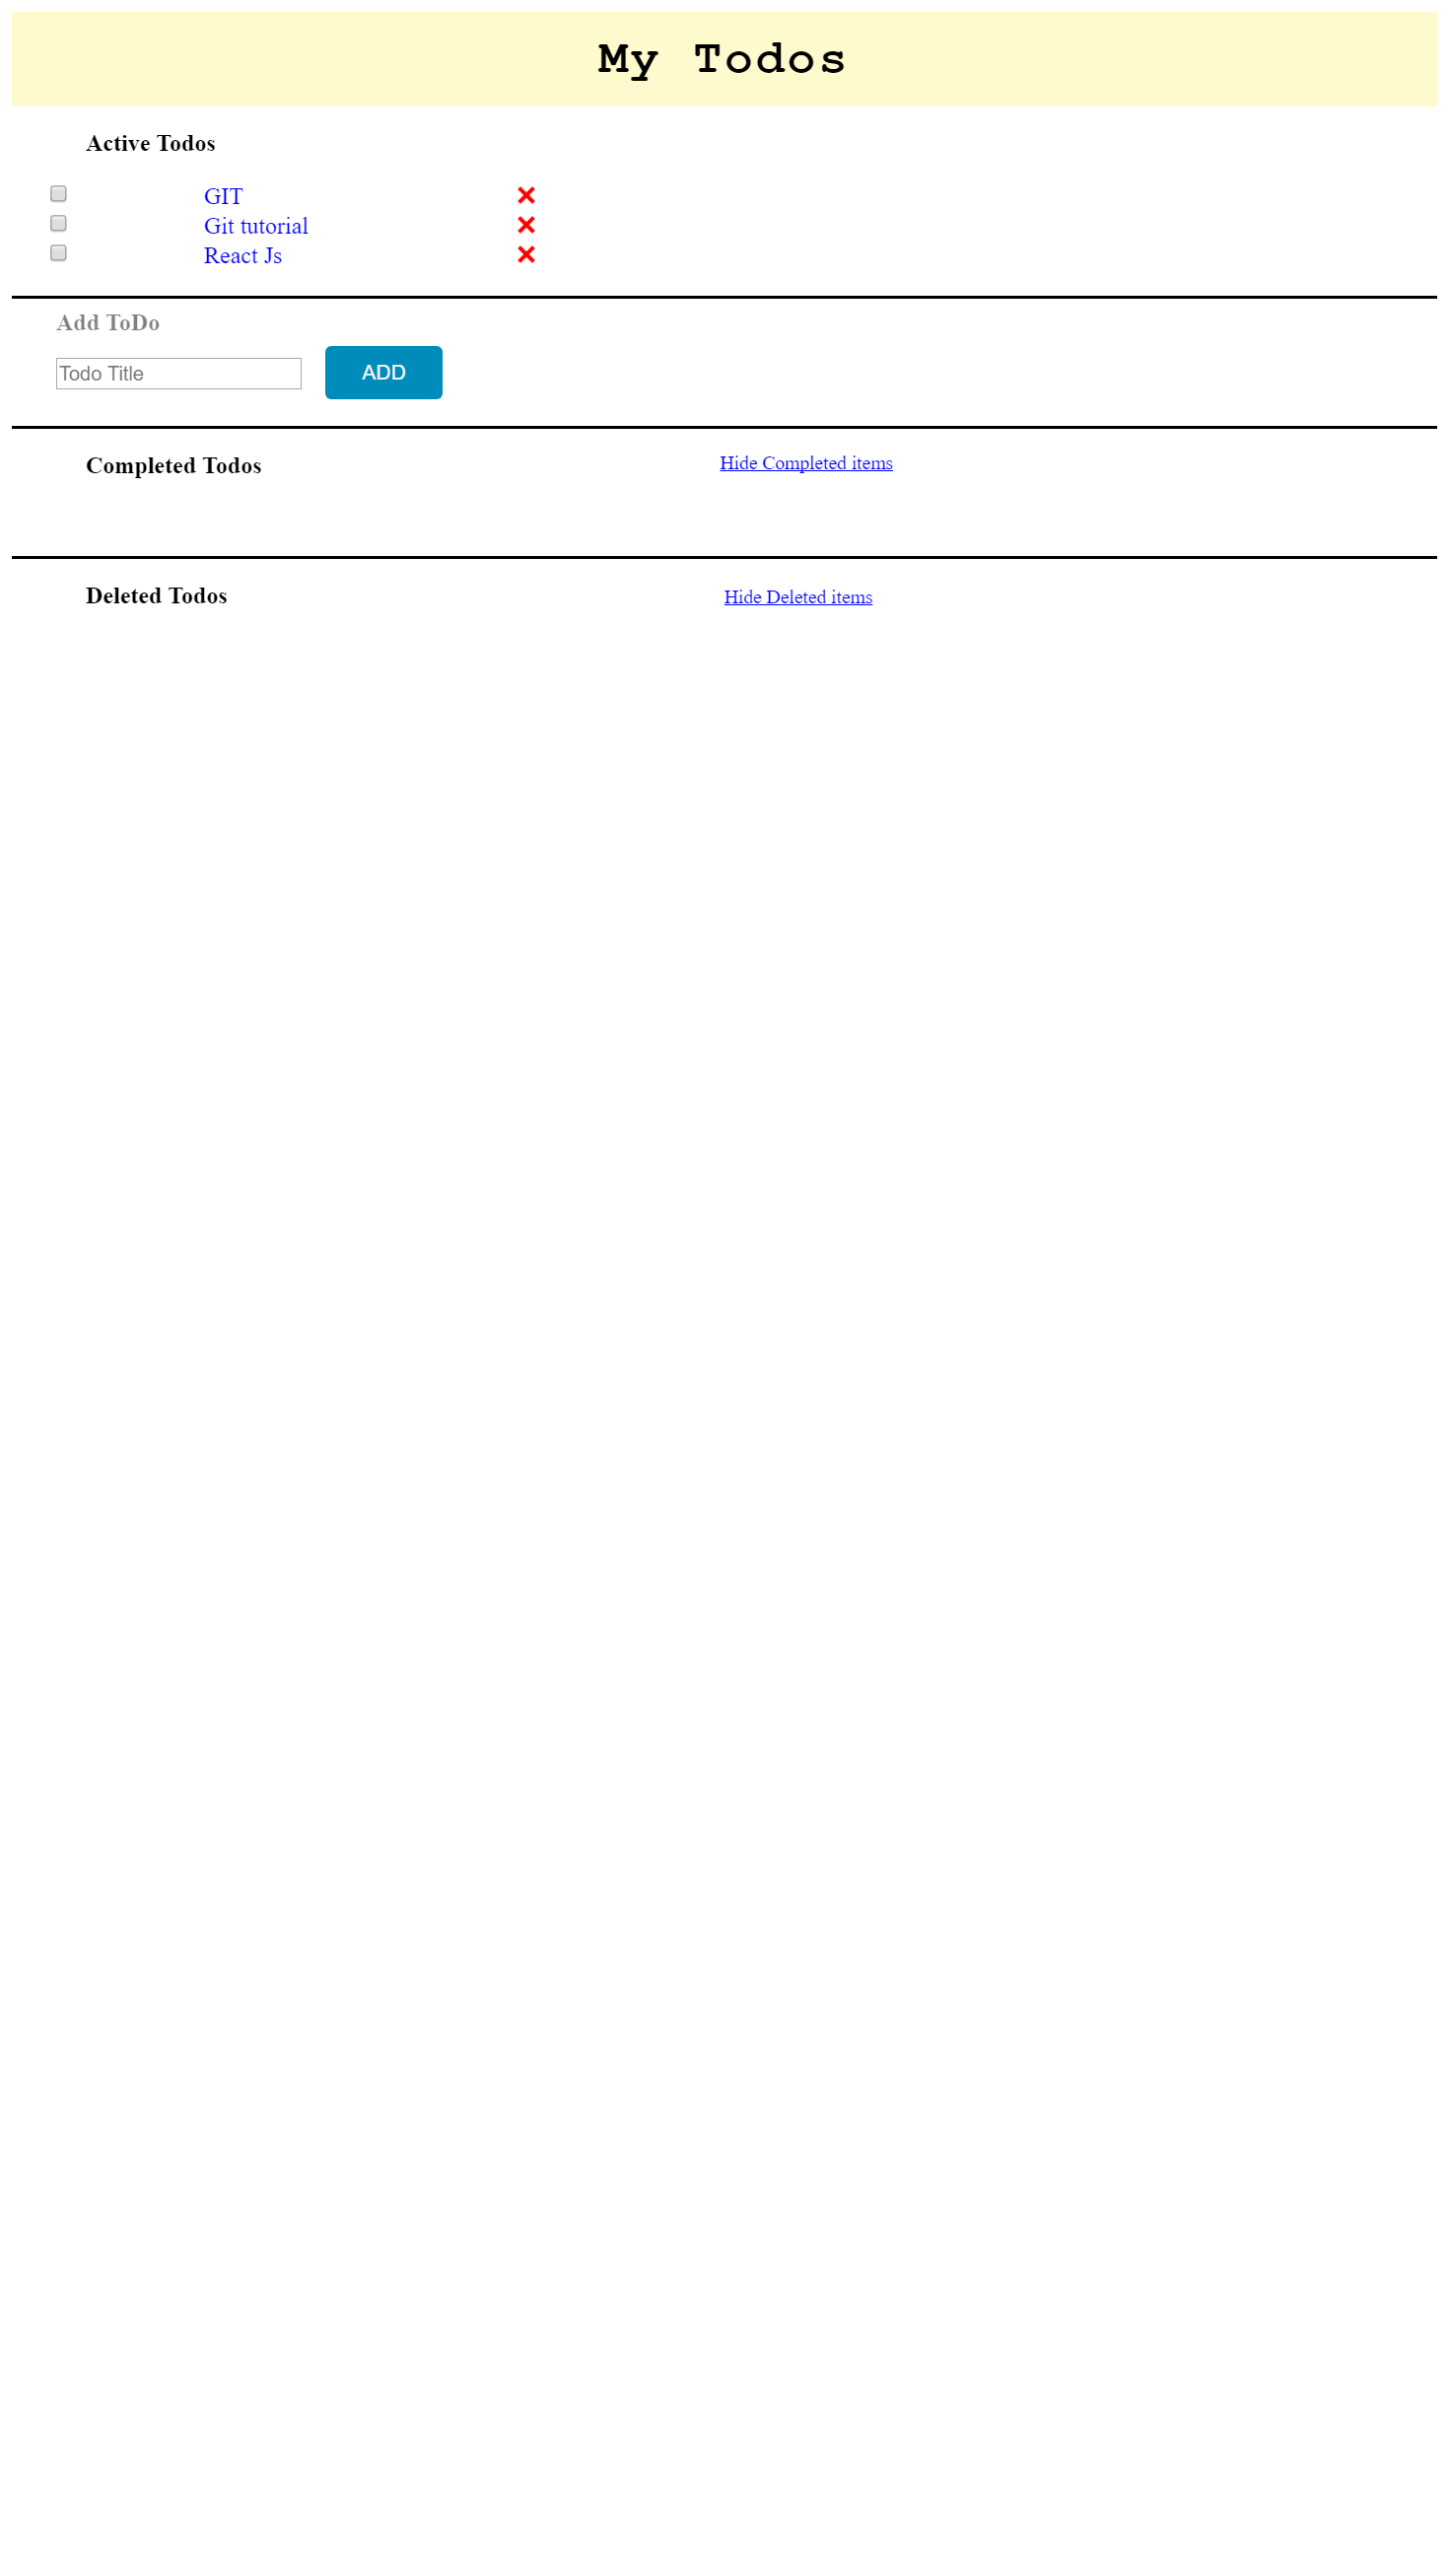 My Todos
Active Todos
GIT
Git tutorial
React Js
Add ToDo
Todo Title ADD
Completed Todos Hide Completed items
Deleted Todos Hide Deleted items